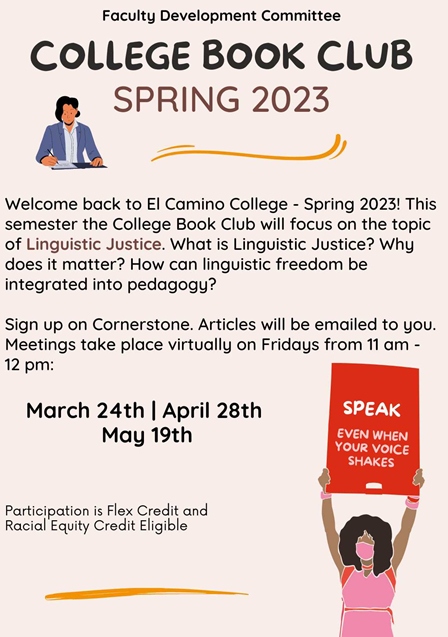 Faculty Development Committee
COLLEGE BOOK CLUB
SPRING 2023
Welcome back to El Camino College - Spring 2023! This
semester the College Book Club will focus on the topic
of Linguistic Justice. What is Linguistic Justice? Why
does it matter? How can linguistic freedom be
integrated into pedagogy?
Sign up on Cornerstone. Articles will be emailed to you.
Meetings take place virtually on Fridays from 11 am -
12 pm:
March 24th | April 28th
May 19th
SPEAK
EVEN WHEN
YOUR VOICE
SHAKES
Participation is Flex Credit and
Racial Equity Credit Eligible